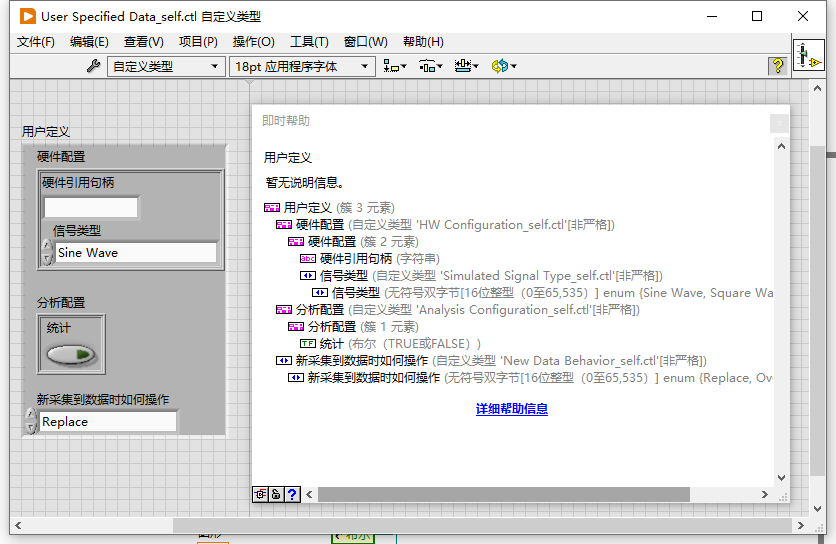 User Specified Data_self.ctl 自定义类型
文件(F) 编辑(E) 查看(V) 项目(P) 操作(O) 工具(T) 窗口(W) 帮助(H)
自定义类型 18pt 应用程序字体 ?
用户定义
硬件配置
硬件引用句柄
信号类型
Sine Wave
分析配置
统计
新采集到数据时如何操作
Replace
即时帮助
用户定义
暂无说明信息。
用户定义 (簇 3 元素)
硬件配置 (自定义类型 'HW Configuration_self.ctl'[非严格])
硬件配置 (簇 2 元素)
abc 硬件引用句柄 (字符串)
信号类型 (自定义类型 'Simulated Signal Type_self.ctl'[非严格])
信号类型 (无符号双字节[16位整型（0至65,535）] enum {Sine Wave, Square Wa
分析配置 (自定义类型 'Analysis Configuration_self.ctl'[非严格])
分析配置 (簇 1 元素)
TF 统计 (布尔（TRUE或FALSE）)
新采集到数据时如何操作 (自定义类型 'New Data Behavior_self.ctl'[非严格])
新采集到数据时如何操作 (无符号双字节[16位整型（0至65,535）] enum {Replace, Ov
详细帮助信息
?
图形 布尔